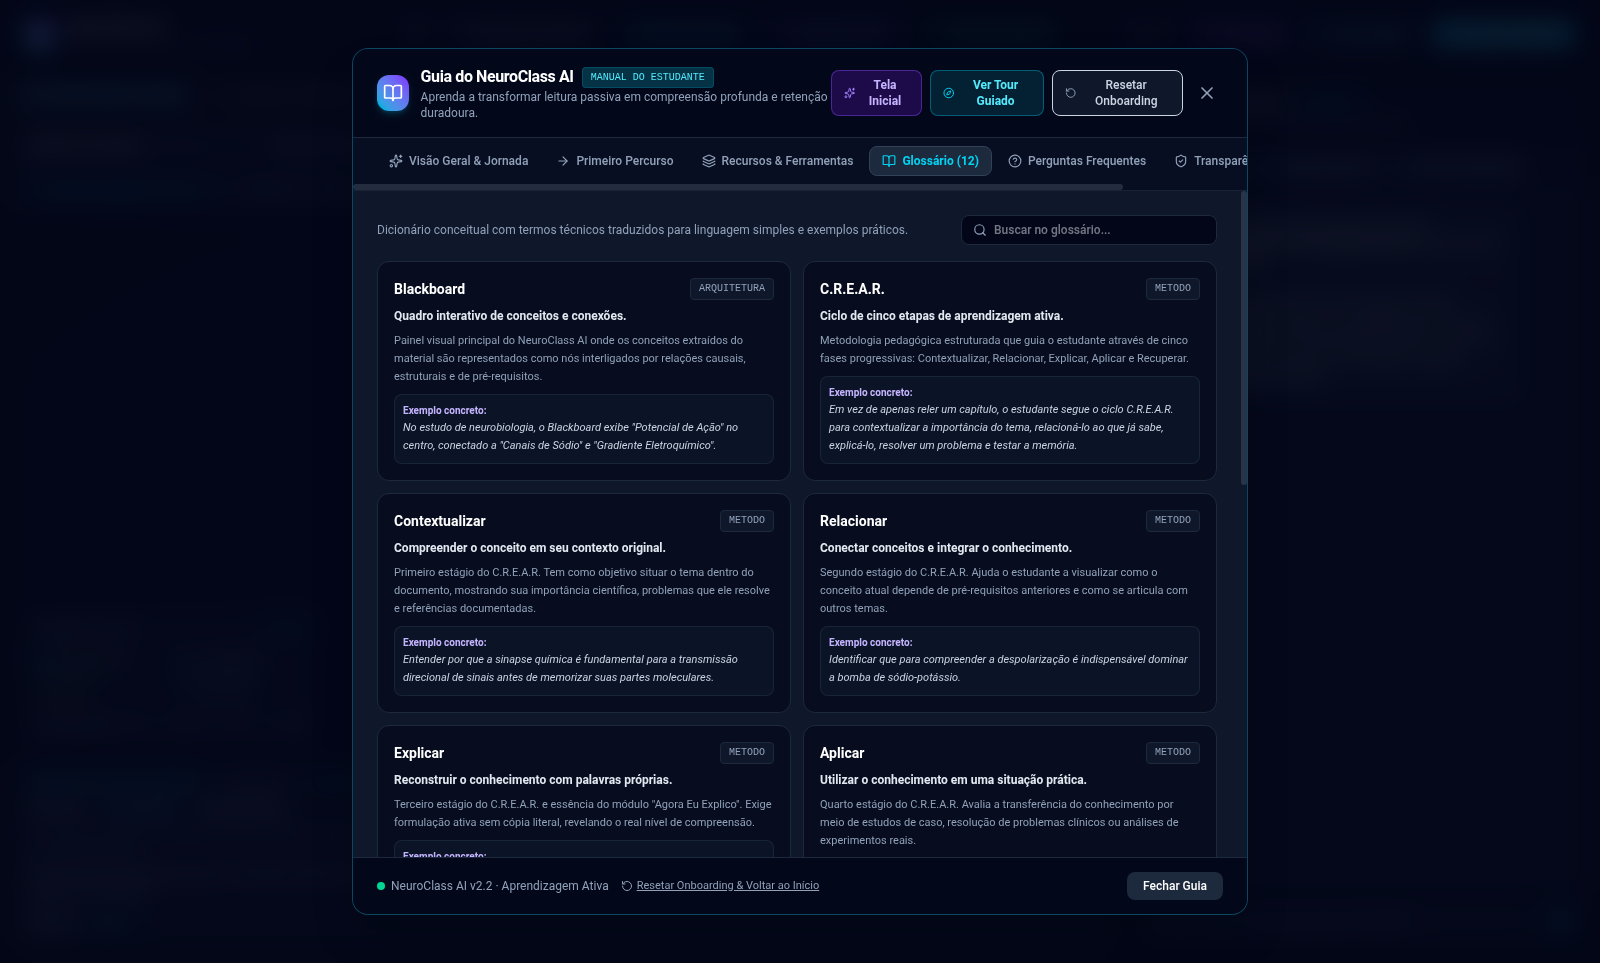 Guia do NeuroClass AI
MANUAL DO ESTUDANTE
Aprenda a transformar leitura passiva em compreensão profunda e retenção
duradoura.
Tela
Inicial
Ver Tour
Guiado
Resetar
Onboarding
Visão Geral & Jornada
Primeiro Percurso
Recursos & Ferramentas
Glossário (12)
Perguntas Frequentes
Transparê
Dicionário conceitual com termos técnicos traduzidos para linguagem simples e exemplos práticos.
Buscar no glossário...
Blackboard
ARQUITETURA
Quadro interativo de conceitos e conexões.
Painel visual principal do NeuroClass AI onde os conceitos extraídos do
material são representados como nós interligados por relações causais,
estruturais e de pré-requisitos.
Exemplo concreto:
No estudo de neurobiologia, o Blackboard exibe "Potencial de Ação" no
centro, conectado a "Canais de Sódio" e "Gradiente Eletroquímico".
C.R.E.A.R.
METODO
Ciclo de cinco etapas de aprendizagem ativa.
Metodologia pedagógica estruturada que guia o estudante através de cinco
fases progressivas: Contextualizar, Relacionar, Explicar, Aplicar e Recuperar.
Exemplo concreto:
Em vez de apenas reler um capítulo, o estudante segue o ciclo C.R.E.A.R.
para contextualizar a importância do tema, relacioná-lo ao que já sabe,
explicá-lo, resolver um problema e testar a memória.
Contextualizar
METODO
Compreender o conceito em seu contexto original.
Primeiro estágio do C.R.E.A.R. Tem como objetivo situar o tema dentro do
documento, mostrando sua importância científica, problemas que ele resolve
e referências documentadas.
Exemplo concreto:
Entender por que a sinapse química é fundamental para a transmissão
direcional de sinais antes de memorizar suas partes moleculares.
Relacionar
METODO
Conectar conceitos e integrar o conhecimento.
Segundo estágio do C.R.E.A.R. Ajuda o estudante a visualizar como o
conceito atual depende de pré-requisitos anteriores e como se articula com
outros temas.
Exemplo concreto:
Identificar que para compreender a despolarização é indispensável dominar
a bomba de sódio-potássio.
Explicar
METODO
Reconstruir o conhecimento com palavras próprias.
Terceiro estágio do C.R.E.A.R. e essência do módulo "Agora Eu Explico". Exige
formulação ativa sem cópia literal, revelando o real nível de compreensão.
Exemplo concreto:
Aplicar
METODO
Utilizar o conhecimento em uma situação prática.
Quarto estágio do C.R.E.A.R. Avalia a transferência do conhecimento por
meio de estudos de caso, resolução de problemas clínicos ou análises de
experimentos reais.
NeuroClass AI v2.2 · Aprendizagem Ativa
Resetar Onboarding & Voltar ao Início
Fechar Guia